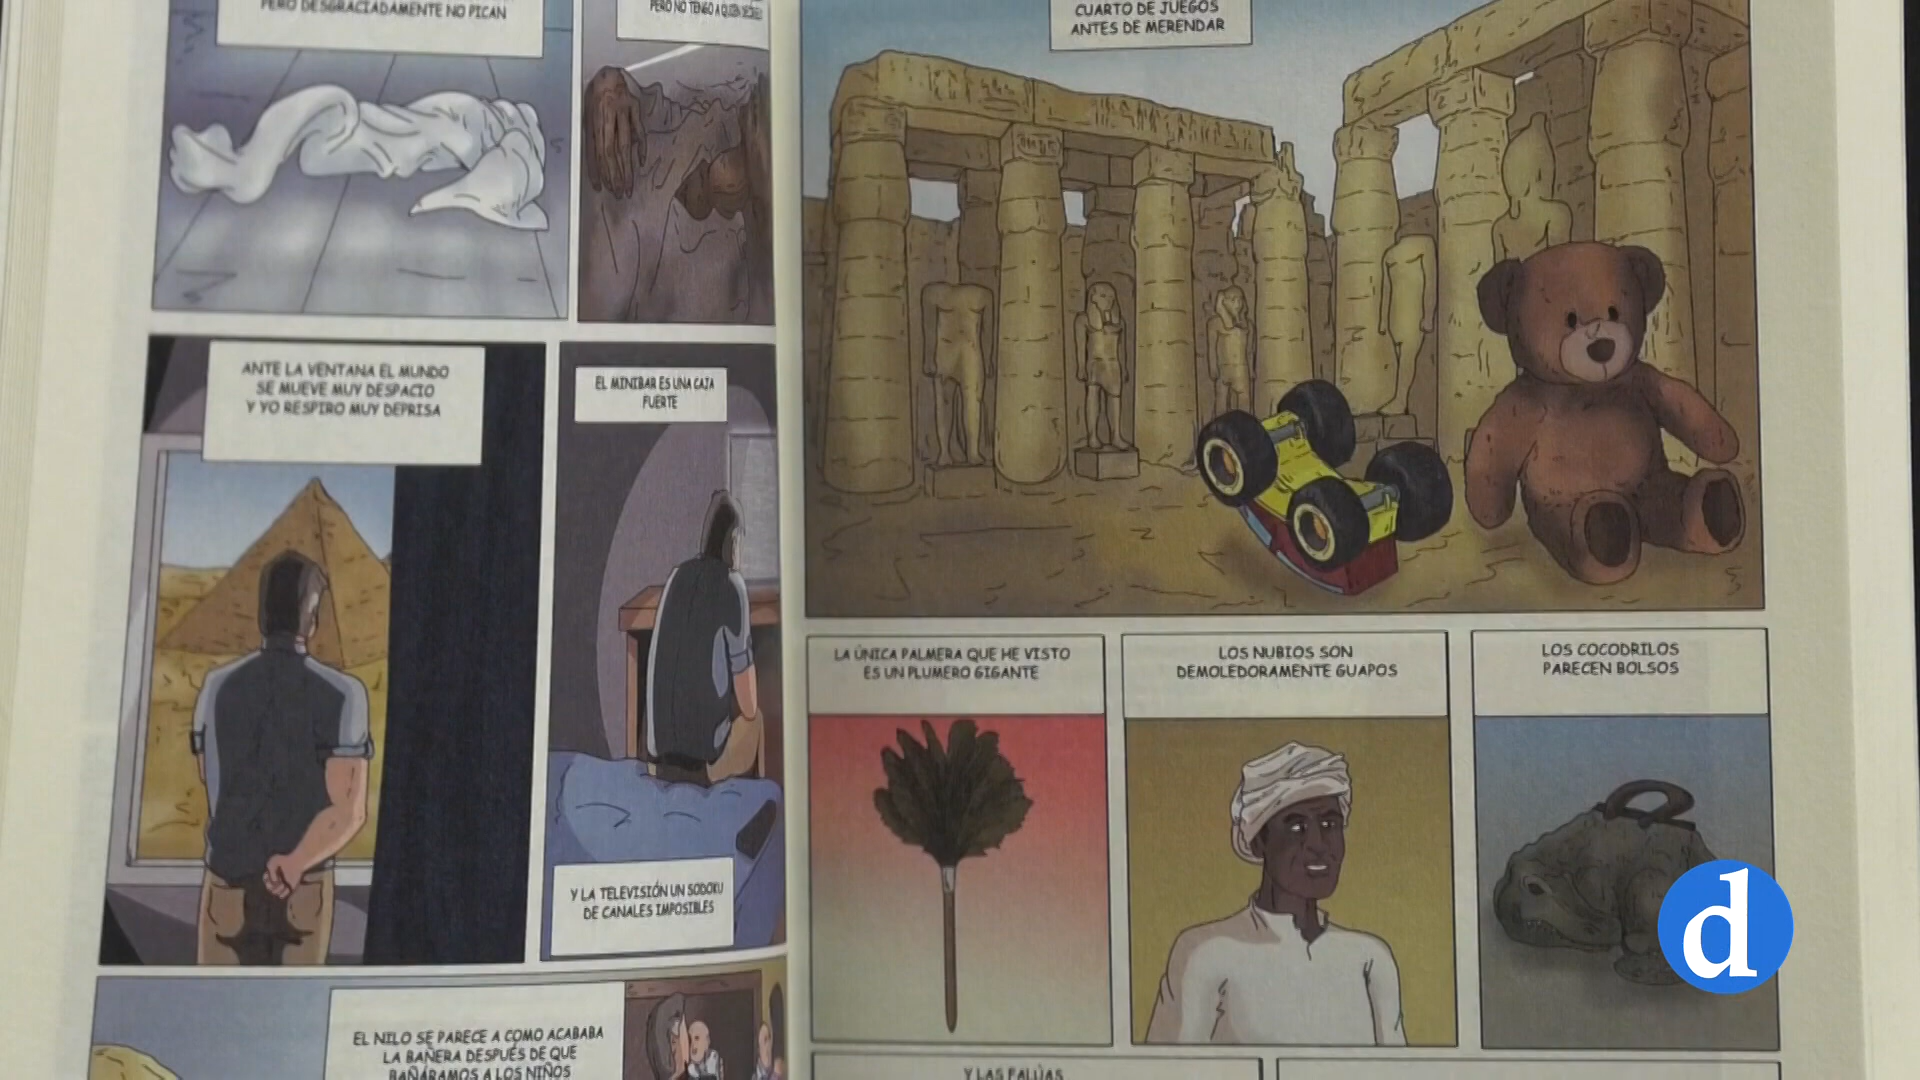 PERO DESGRACIADAMENTE NO PICAN
PERO NO TENGO A QUIEN
ANTE LA VENTANA EL MUNDO
SE MUEVE MUY DESPACIO
Y YO RESPIRO MUY DEPRISA
EL MINIBAR ES UNA CAJA
FUERTE
Y LA TELEVISIÓN UN SODOKU
DE CANALES IMPOSIBLES
EL NILO SE PARECE A COMO ACABABA
LA BAÑERA DESPUÉS DE QUE
BAÑÁRAMOS A LOS NIÑOS
CUARTO DE JUEGOS
ANTES DE MERENDAR
LA ÚNICA PALMERA QUE HE VISTO
ES UN PLUMERO GIGANTE
LOS NUBIOS SON
DEMOLEDORAMENTE GUAPOS
LOS COCODRILOS
PARECEN BOLSOS
Y LAS FALÚAS
d